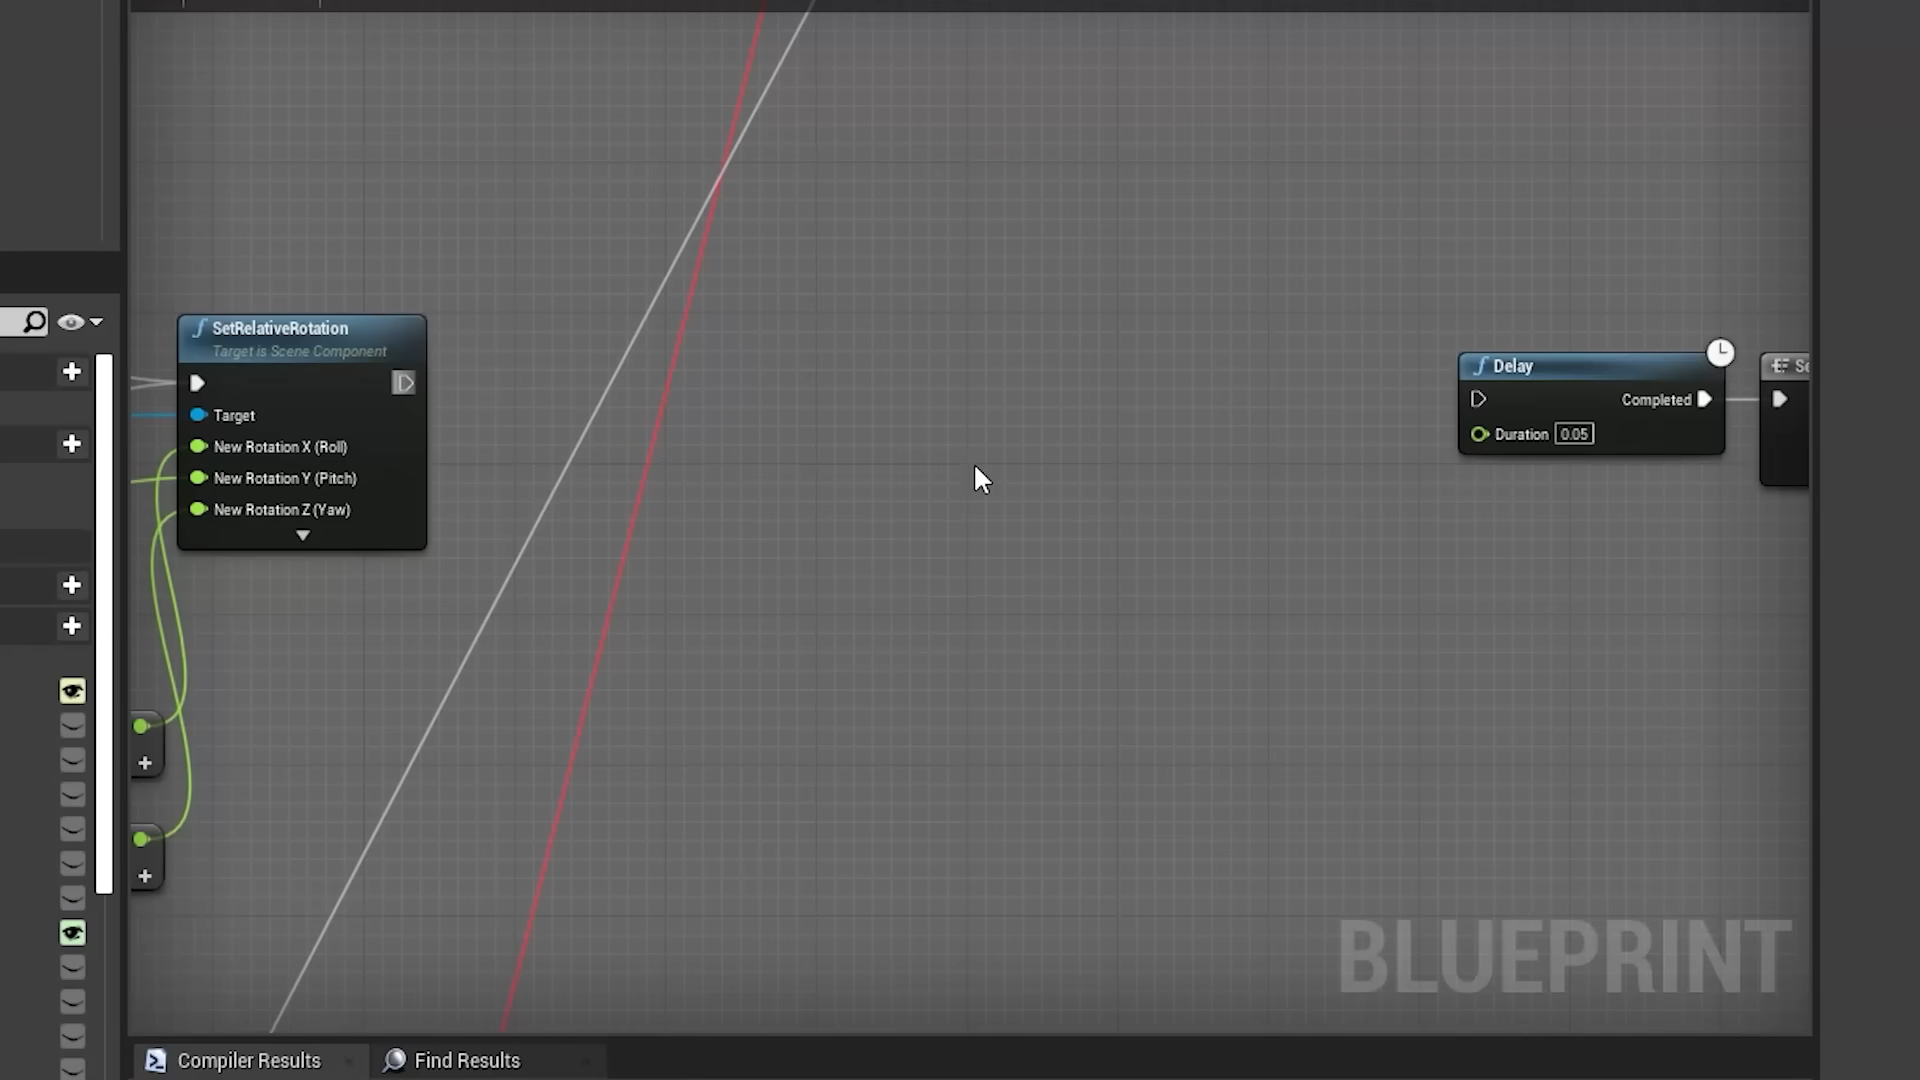 SetRelativeRotation
Target is Scene Component
Target
New Rotation X (Roll)
New Rotation Y (Pitch)
New Rotation Z (Yaw)
Delay
Completed
Duration 0.05
Se
BLUEPRINT
Compiler Results
Find Results